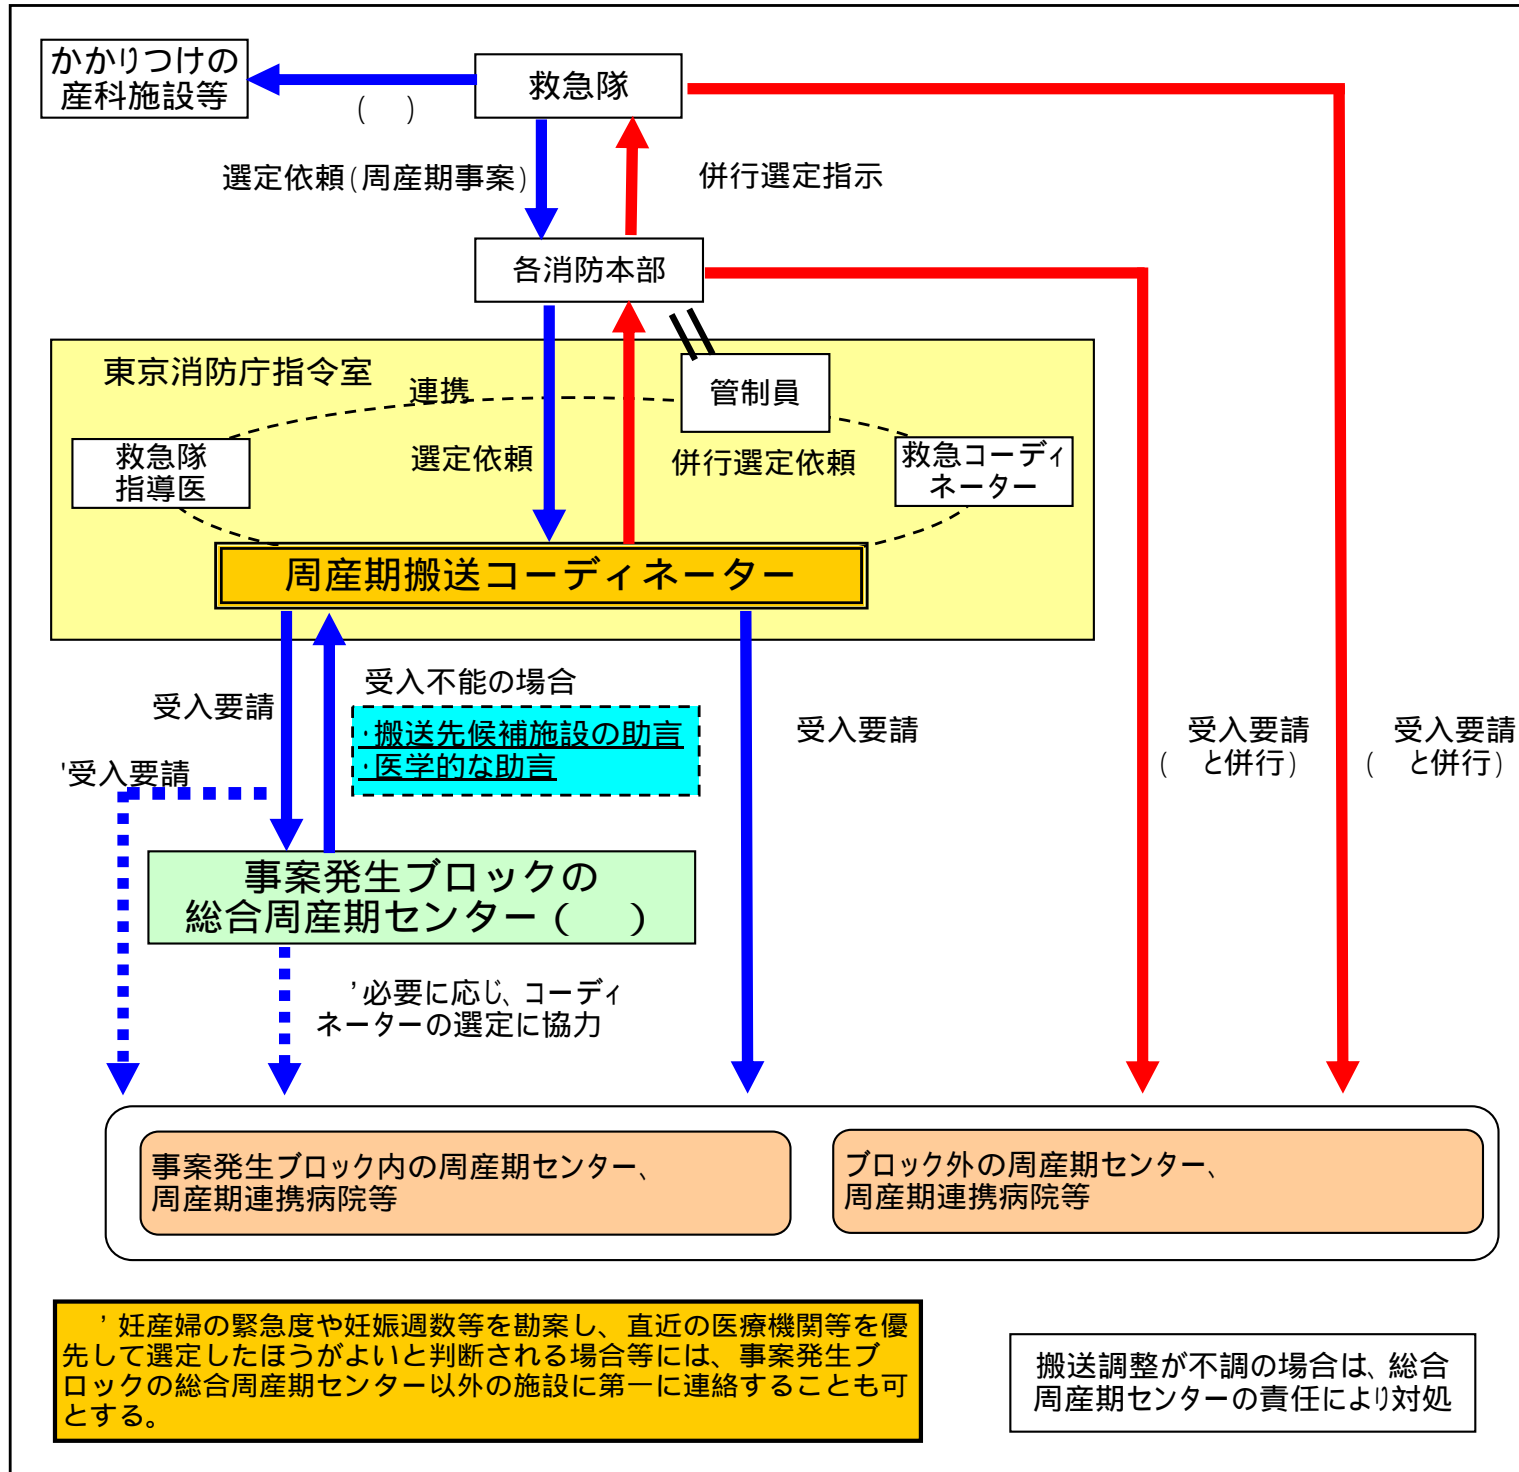 かかりつけの
産科施設等
救急隊
(　)
選定依頼(周産期事案)
併行選定指示
各消防本部
東京消防庁指令室
連携
管制員
救急隊
指導医
選定依頼
併行選定依頼
救急コーディ
ネーター
周産期搬送コーディネーター
受入要請
受入不能の場合
・搬送先候補施設の助言
・医学的な助言
受入要請
受入要請
(　と併行)
受入要請
(　と併行)
'受入要請
事案発生ブロックの
総合周産期センター(　)
’必要に応じ、コーディ
ネーターの選定に協力
事案発生ブロック内の周産期センター、
周産期連携病院等
ブロック外の周産期センター、
周産期連携病院等
’妊産婦の緊急度や妊娠週数等を勘案し、直近の医療機関等を優
先して選定したほうがよいと判断される場合等には、事案発生ブ
ロックの総合周産期センター以外の施設に第一に連絡することも可
とする。
搬送調整が不調の場合は、総合
周産期センターの責任により対処